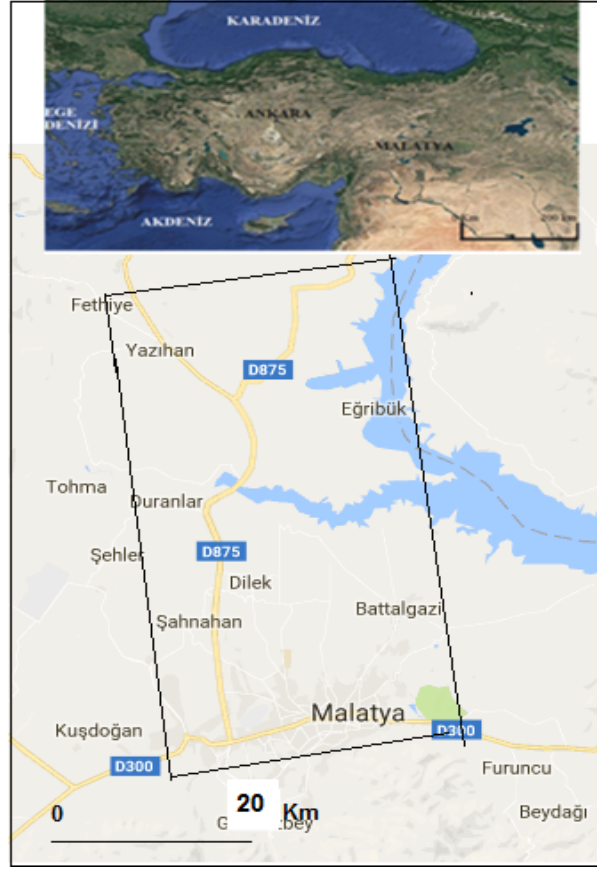 KARADENİZ
EGE
DENİZİ
ANKARA
MALATYA
AKDENİZ
Km 200 km
Fethiye
Yazıhan
D875
Eğribük
Tohma
Duranlar
Şehler
D875
Dilek
Battalgazi
Şahnahan
Malatya
Kuşdoğan
D300
D300
Furuncu
0
20 Km
Beydağı